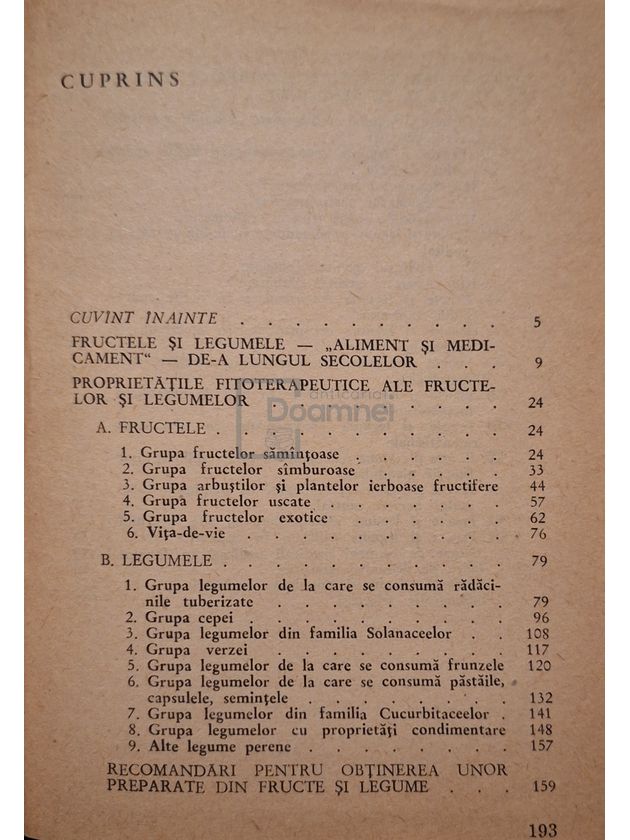 CUPRINS
CUVÎNT ÎNAINTE . . . . . . . . . . 5
FRUCTELE ŞI LEGUMELE — „ALIMENT ŞI MEDI-
CAMENT“ — DE-A LUNGUL SECOLELOR . . . 9
PROPRIETĂŢILE FITOTERAPEUTICE ALE FRUCTE-
LOR ŞI LEGUMELOR . . . . . . . . . 24
anticariat
Doamnei
A. FRUCTELE . . . . . . . . . . . 24
1. Grupa fructelor sămînţoase . . . . . . 24
2. Grupa fructelor sîmburoase . . . . . 33
3. Grupa arbuştilor şi plantelor ierboase fructifere 44
4. Grupa fructelor uscate . . . . . . 57
5. Grupa fructelor exotice . . . . . 62
6. Viţa-de-vie . . . . . . . . . . 76
B. LEGUMELE . . . . . . . . . . . 79
1. Grupa legumelor de la care se consumă rădăci-
nile tuberizate . . . . . . . . . 79
2. Grupa cepei . . . . . . . . . . 96
3. Grupa legumelor din familia Solanaceelor . . 108
4. Grupa verzei . . . . . . . . . 117
5. Grupa legumelor de la care se consumă frunzele 120
6. Grupa legumelor de la care se consumă păstăile,
capsulele, seminţele . . . . . . . . 132
7. Grupa legumelor din familia Cucurbitaceelor . 141
8. Grupa legumelor cu proprietăţi condimentare 148
9. Alte legume perene . . . . . . . . 157
RECOMANDĂRI PENTRU OBŢINEREA UNOR
PREPARATE DIN FRUCTE ŞI LEGUME . . . 159
193